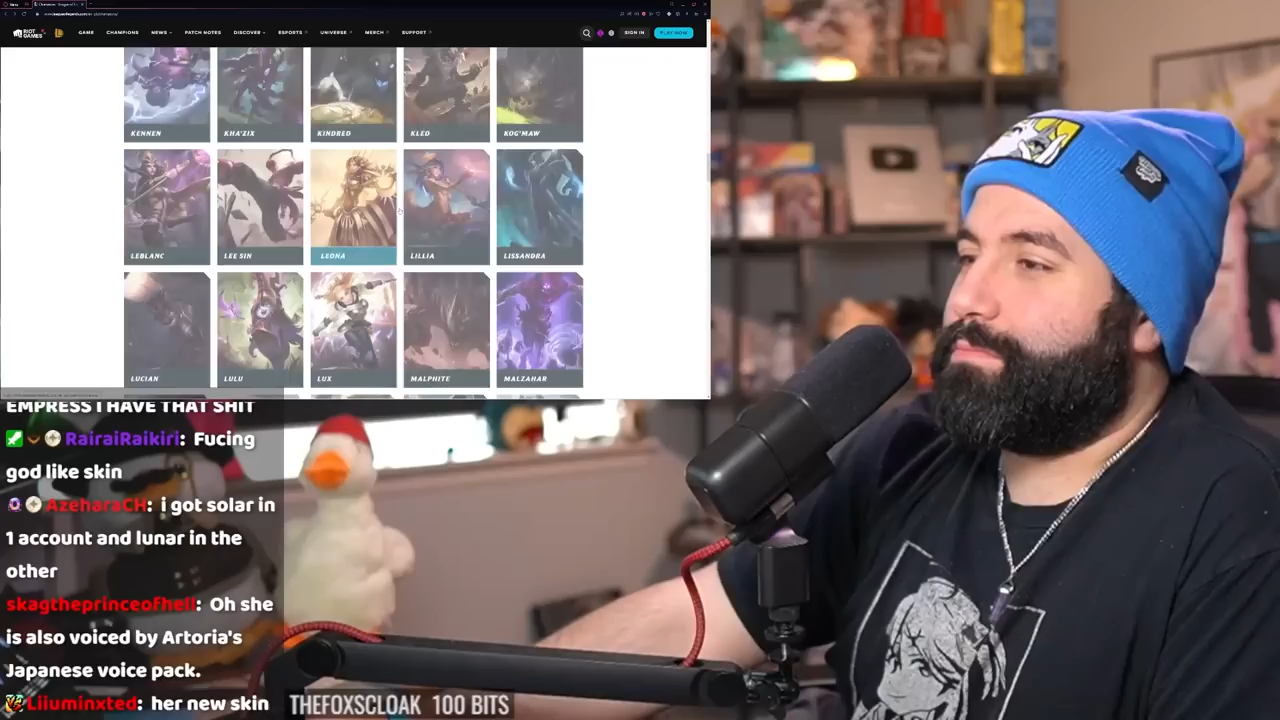 RIOT GAMES
GAME CHAMPIONS NEWS PATCH NOTES DISCOVER ESPORTS UNIVERSE MERCH SUPPORT SIGN IN PLAY NOW
KENNEN KHA'ZIX KINDRED KLED KOG'MAW
LEBLANC LEE SIN LEONA LILLIA LISSANDRA
LUCIAN LULU LUX MALPHITE MALZAHAR
EMPRESS I HAVE THAT SHIT
RairaiRaikiri: Fucing
god like skin
AzeharaCH: i got solar in
1 account and lunar in the
other
skagtheprinceofhell: Oh she
is also voiced by Artoria's
Japanese voice pack.
Liiuminxted: her new skin
THEFOXSCLOAK 100 BITS